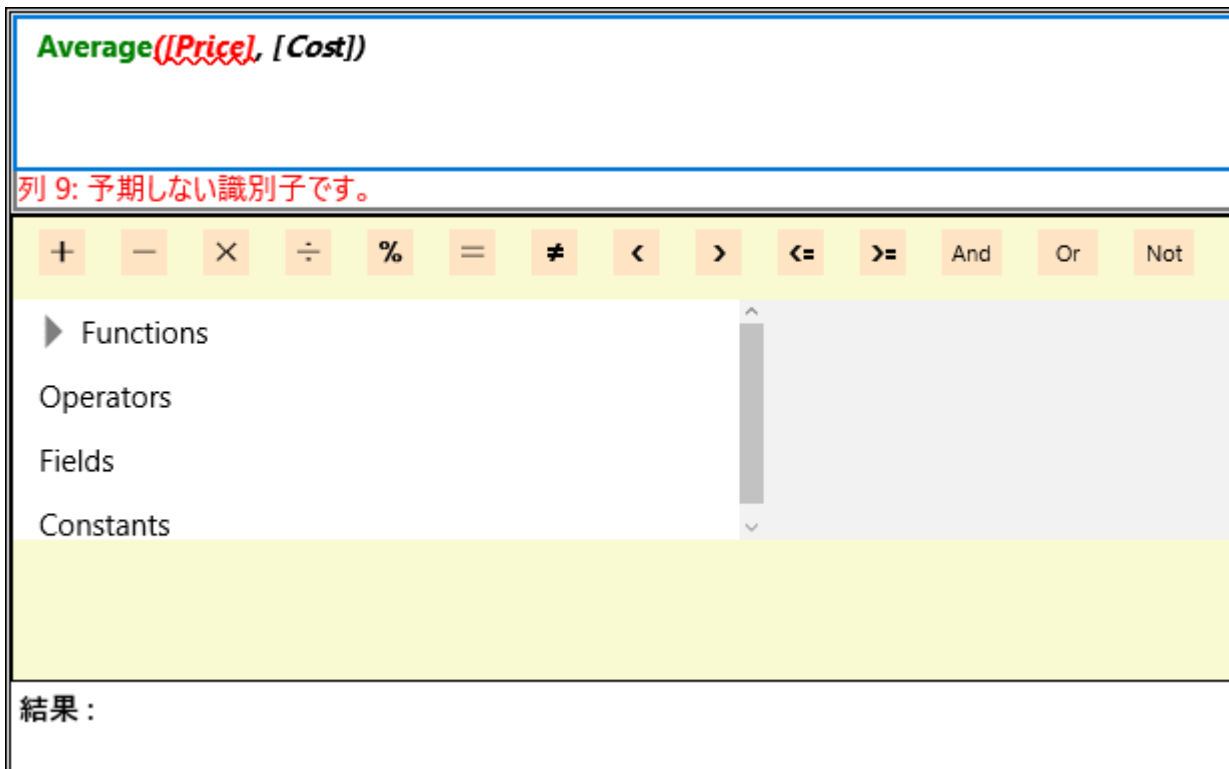 Average([Price], [Cost])
列 9: 予期しない識別子です。
+ − × ÷ % = ≠ < > <= >= And Or Not
Functions
Operators
Fields
Constants
結果 :